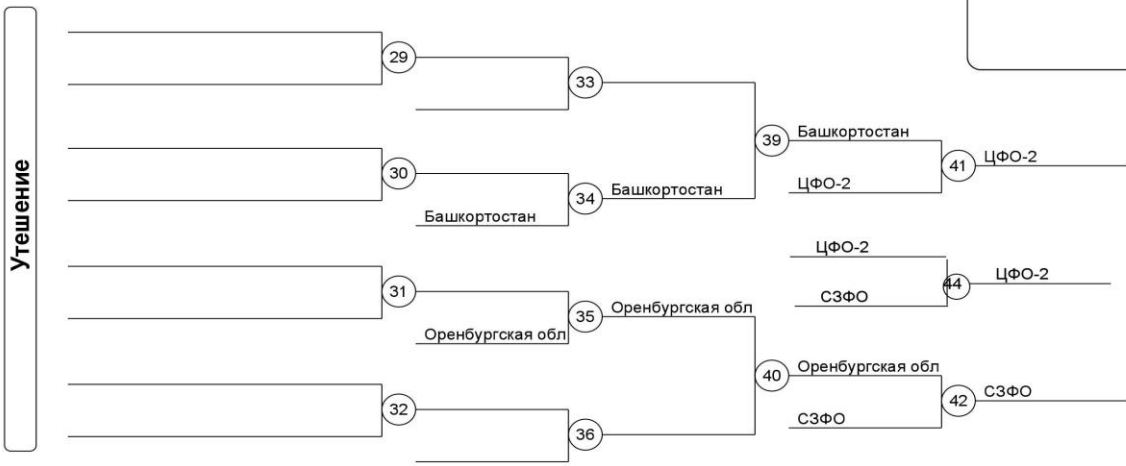 Утешение
29
33
39
Башкортостан
41
ЦФО-2
ЦФО-2
30
34
Башкортостан
Башкортостан
ЦФО-2
44
ЦФО-2
СЗФО
31
35
Оренбургская обл
Оренбургская обл
40
Оренбургская обл
42
СЗФО
СЗФО
32
36